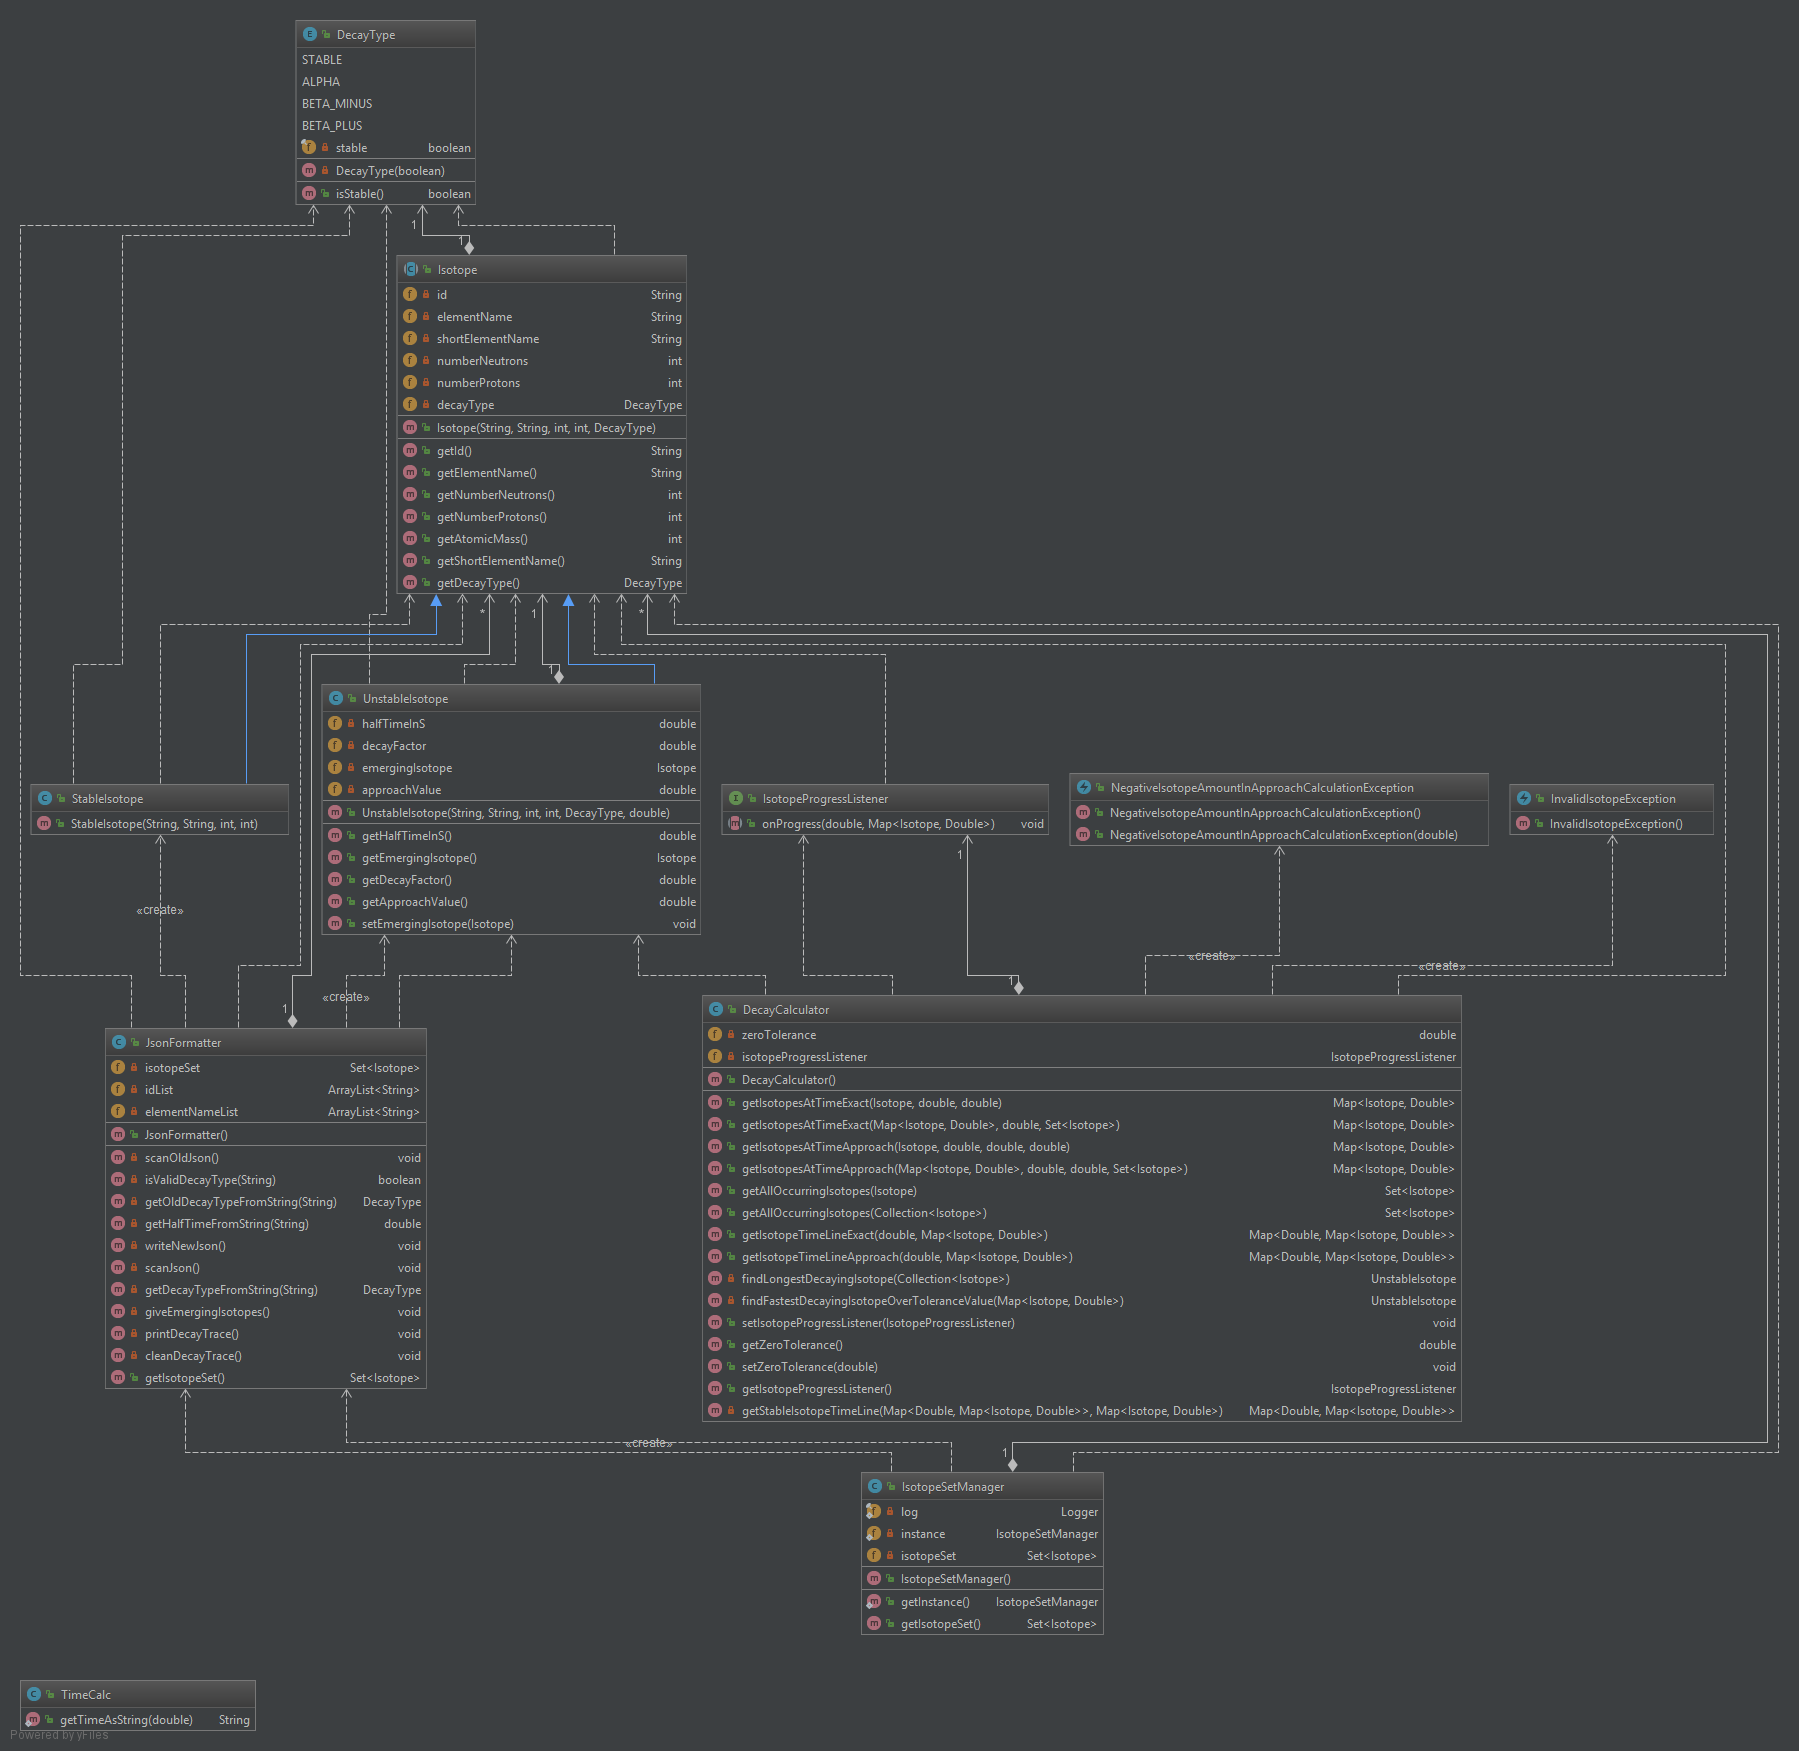 DecayType
STABLE
ALPHA
BETA_MINUS
BETA_PLUS
stable boolean
DecayType(boolean)
isStable() boolean
1
1
Isotope
id String
elementName String
shortElementName String
numberNeutrons int
numberProtons int
decayType DecayType
Isotope(String, String, int, int, DecayType)
getId() String
getElementName() String
getNumberNeutrons() int
getNumberProtons() int
getAtomicMass() int
getShortElementName() String
getDecayType() DecayType
* 1 *
1
UnstableIsotope
halfTimeInS double
decayFactor double
emergingIsotope Isotope
approachValue double
UnstableIsotope(String, String, int, int, DecayType, double)
getHalfTimeInS() double
getEmergingIsotope() Isotope
getDecayFactor() double
getApproachValue() double
setEmergingIsotope(Isotope) void
StableIsotope
StableIsotope(String, String, int, int)
IsotopeProgressListener
onProgress(double, Map<Isotope, Double>) void
NegativeIsotopeAmountInApproachCalculationException
NegativeIsotopeAmountInApproachCalculationException()
NegativeIsotopeAmountInApproachCalculationException(double)
InvalidIsotopeException
InvalidIsotopeException()
1
«create»
«create»
«create»
«create»
1
1
JsonFormatter
isotopeSet Set<Isotope>
idList ArrayList<String>
elementNameList ArrayList<String>
JsonFormatter()
scanOldJson() void
isValidDecayType(String) boolean
getOldDecayTypeFromString(String) DecayType
getHalfTimeFromString(String) double
writeNewJson() void
scanJson() void
getDecayTypeFromString(String) DecayType
giveEmergingIsotopes() void
printDecayTrace() void
cleanDecayTrace() void
getIsotopeSet() Set<Isotope>
DecayCalculator
zeroTolerance double
isotopeProgressListener IsotopeProgressListener
DecayCalculator()
getIsotopesAtTimeExact(Isotope, double, double) Map<Isotope, Double>
getIsotopesAtTimeExact(Map<Isotope, Double>, double, Set<Isotope>) Map<Isotope, Double>
getIsotopesAtTimeApproach(Isotope, double, double, double) Map<Isotope, Double>
getIsotopesAtTimeApproach(Map<Isotope, Double>, double, double, Set<Isotope>) Map<Isotope, Double>
getAllOccurringIsotopes(Isotope) Set<Isotope>
getAllOccurringIsotopes(Collection<Isotope>) Set<Isotope>
getIsotopeTimeLineExact(double, Map<Isotope, Double>) Map<Double, Map<Isotope, Double>>
getIsotopeTimeLineApproach(double, Map<Isotope, Double>) Map<Double, Map<Isotope, Double>>
findLongestDecayingIsotope(Collection<Isotope>) UnstableIsotope
findFastestDecayingIsotopeOverToleranceValue(Map<Isotope, Double>) UnstableIsotope
setIsotopeProgressListener(IsotopeProgressListener) void
getZeroTolerance() double
setZeroTolerance(double) void
getIsotopeProgressListener() IsotopeProgressListener
getStableIsotopeTimeLine(Map<Double, Map<Isotope, Double>>, Map<Isotope, Double>) Map<Double, Map<Isotope, Double>>
«create»
1
IsotopeSetManager
log Logger
instance IsotopeSetManager
isotopeSet Set<Isotope>
IsotopeSetManager()
getInstance() IsotopeSetManager
getIsotopeSet() Set<Isotope>
TimeCalc
getTimeAsString(double) String
Powered by yFiles